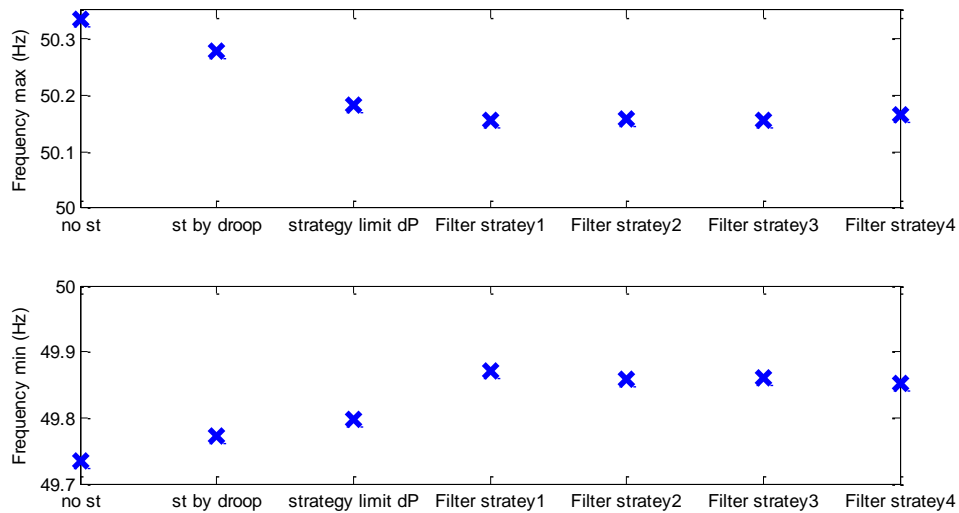 50.3
50.2
50.1
50
Frequency max (Hz)
no st st by droop strategy limit dP Filter stratey1 Filter stratey2 Filter stratey3 Filter stratey4
50
49.9
49.8
49.7
Frequency min (Hz)
no st st by droop strategy limit dP Filter stratey1 Filter stratey2 Filter stratey3 Filter stratey4